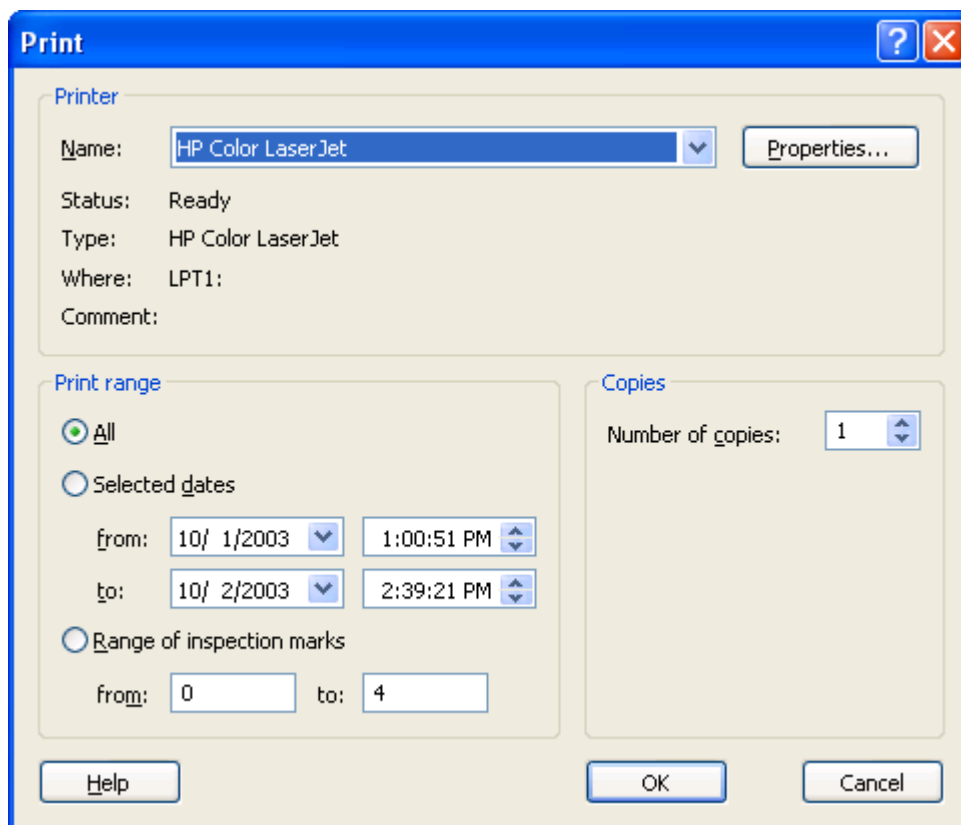 Print
Printer
Name: HP Color LaserJet Properties...
Status: Ready
Type: HP Color LaserJet
Where: LPT1:
Comment:
Print range
All
Selected dates
from: 10/ 1/2003 1:00:51 PM
to: 10/ 2/2003 2:39:21 PM
Range of inspection marks
from: 0 to: 4
Copies
Number of copies: 1
Help OK Cancel